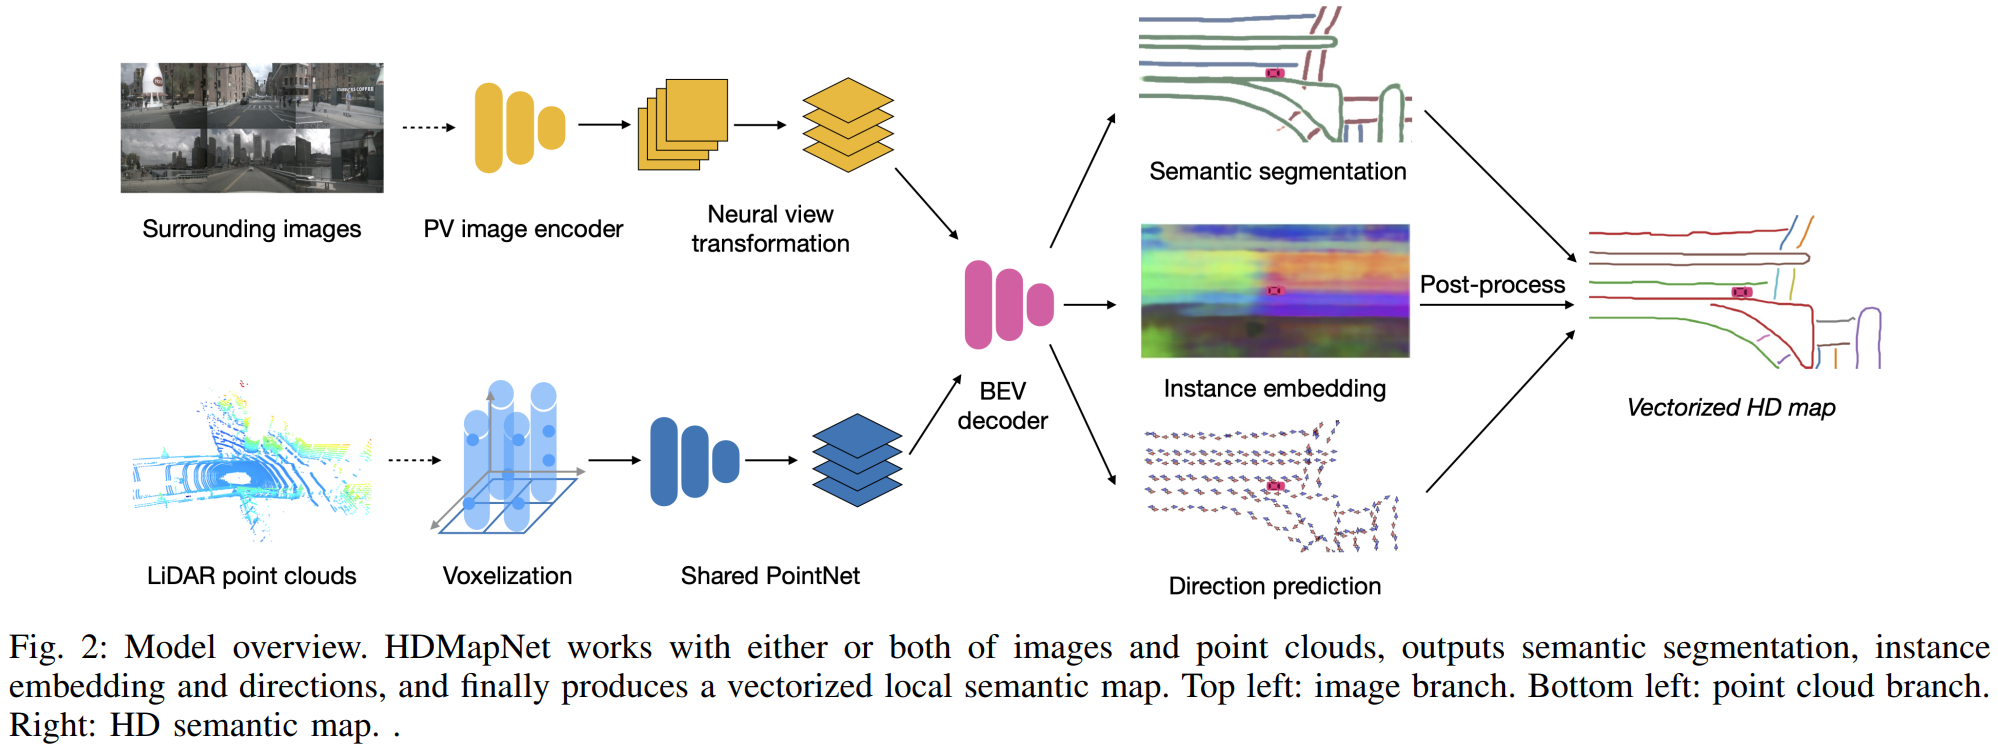 Surrounding images
PV image encoder
Neural view
transformation
LiDAR point clouds
Voxelization
Shared PointNet
BEV
decoder
Semantic segmentation
Instance embedding
Direction prediction
Post-process
Vectorized HD map
Fig. 2: Model overview. HDMapNet works with either or both of images and point clouds, outputs semantic segmentation, instance
embedding and directions, and finally produces a vectorized local semantic map. Top left: image branch. Bottom left: point cloud branch.
Right: HD semantic map. .